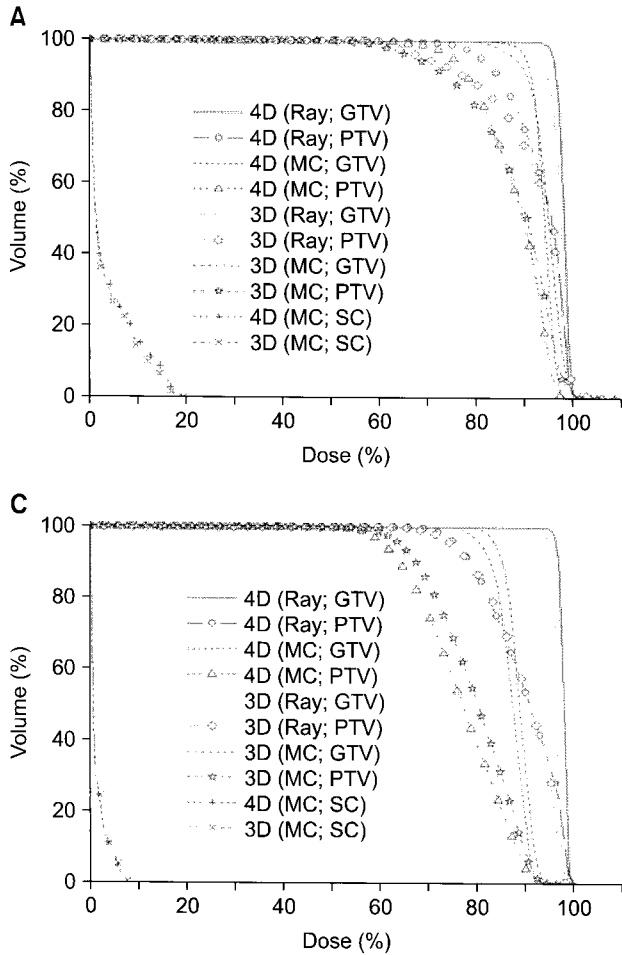 A
100
80
60
40
20
0
Volume (%)
4D (Ray; GTV)
4D (Ray; PTV)
4D (MC; GTV)
4D (MC; PTV)
3D (Ray; GTV)
3D (Ray; PTV)
3D (MC; GTV)
3D (MC; PTV)
4D (MC; SC)
3D (MC; SC)
0 20 40 60 80 100
Dose (%)
C
100
80
60
40
20
0
Volume (%)
4D (Ray; GTV)
4D (Ray; PTV)
4D (MC; GTV)
4D (MC; PTV)
3D (Ray; GTV)
3D (Ray; PTV)
3D (MC; GTV)
3D (MC; PTV)
4D (MC; SC)
3D (MC; SC)
0 20 40 60 80 100
Dose (%)